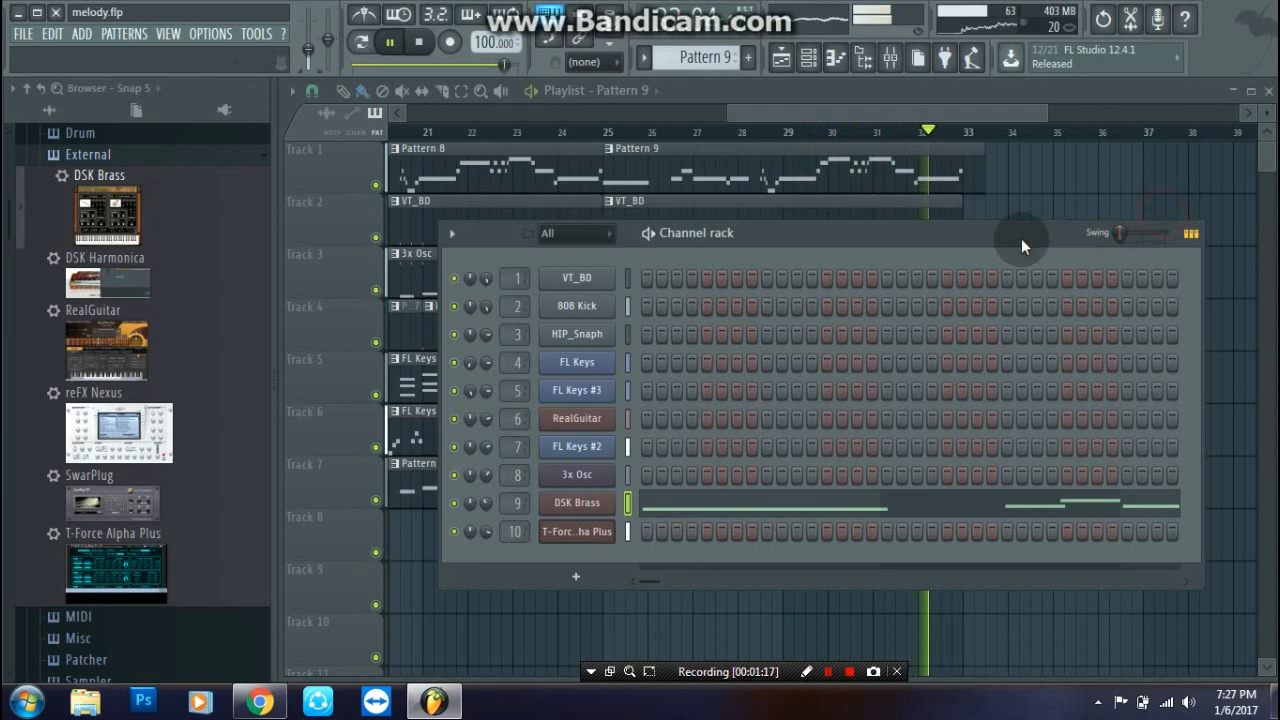 melody.flp
www.Bandicam.com
FILE EDIT ADD PATTERNS VIEW OPTIONS TOOLS ?
3.2
63
403 MB
20
100.000
(none)
Pattern 9
12/21 FL Studio 12.4.1
Released
Browser - Snap 5
Playlist - Pattern 9
NOTE CHAN PAT
21 22 23 24 25 26 27 28 29 30 31 32 33 34 35 36 37 38 39
Drum
External
DSK Brass
DSK Harmonica
RealGuitar
reFX Nexus
SwarPlug
T-Force Alpha Plus
MIDI
Misc
Patcher
Sampler
Track 1
Pattern 8
Pattern 9
Track 2
VT_BD
VT_BD
Track 3
3x Osc
Track 4
Track 5
FL Keys
Track 6
FL Keys
Track 7
Pattern
Track 8
Track 9
Track 10
Track 11
All
Channel rack
Swing
1 VT_BD
2 808 Kick
3 HIP_Snaph
4 FL Keys
5 FL Keys #3
6 RealGuitar
7 FL Keys #2
8 3x Osc
9 DSK Brass
10 T-Forc..ha Plus
+
Recording [00:01:17]
Ps
7:27 PM
1/6/2017